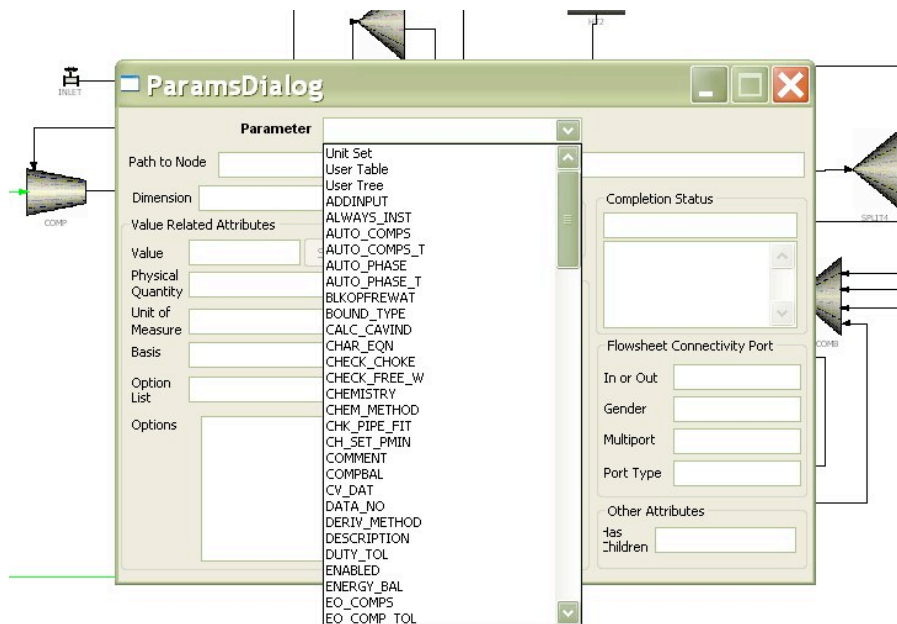 HT2
INLET
ParamsDialog
Parameter
Path to Node
Dimension
Value Related Attributes
Value
S
Physical
Quantity
Unit of
Measure
Basis
Option
List
Options
Unit Set
User Table
User Tree
ADDINPUT
ALWAYS_INST
AUTO_COMPS
AUTO_COMPS_T
AUTO_PHASE
AUTO_PHASE_T
BLKOPFREWAT
BOUND_TYPE
CALC_CAVIND
CHAR_EQN
CHECK_CHOKE
CHECK_FREE_W
CHEMISTRY
CHEM_METHOD
CHK_PIPE_FIT
CH_SET_PMIN
COMMENT
COMPBAL
CV_DAT
DATA_NO
DERIV_METHOD
DESCRIPTION
DUTY_TOL
ENABLED
ENERGY_BAL
EO_COMPS
EO_COMP_TOL
Completion Status
Flowsheet Connectivity Port
In or Out
Gender
Multiport
Port Type
Other Attributes
Has
Children
COMP
SPLIT4
COMB